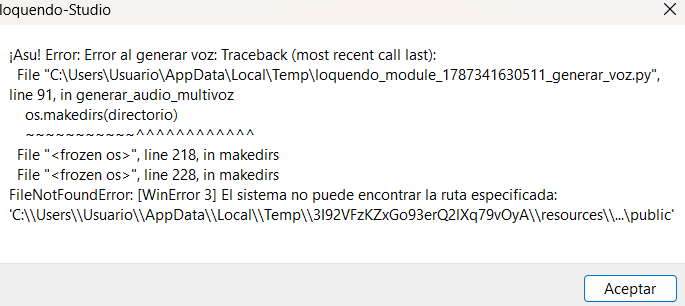 loquendo-Studio
¡Asu! Error: Error al generar voz: Traceback (most recent call last):
File "C:\Users\Usuario\AppData\Local\Temp\loquendo_module_1787341630511_generar_voz.py",
line 91, in generar_audio_multivoz
os.makedirs(directorio)
~~~~~~~~~~~^^^^^^^^^^^^
File "<frozen os>", line 218, in makedirs
File "<frozen os>", line 228, in makedirs
FileNotFoundError: [WinError 3] El sistema no puede encontrar la ruta especificada:
'C:\\Users\\Usuario\\AppData\\Local\\Temp\\3I92VFzKZxGo93erQ2lXq79vOyA\\resources\\...\public'
Aceptar